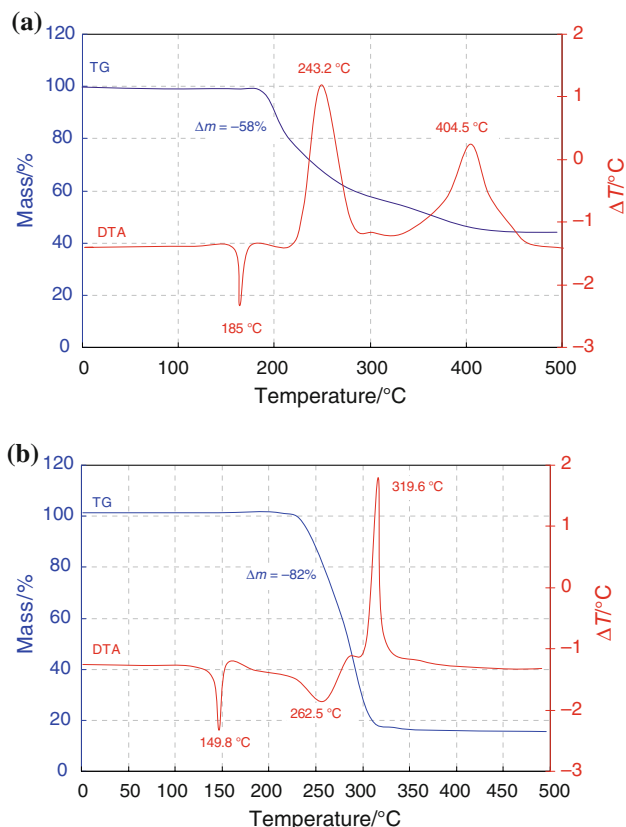 (a)
120
2
TG
243.2 °C
100
1
Δm = −58%
404.5 °C
80
0
Mass/%
60
−1
ΔT/°C
DTA
40
−2
20
185 °C
0
−3
0 100 200 300 400 500
Temperature/°C
(b)
120
2
TG
319.6 °C
100
1
Δm = −82%
80
0
Mass/%
60
ΔT/°C
DTA
−1
40
−2
20
149.8 °C
262.5 °C
0
−3
0 50 100 150 200 250 300 350 400 450 500
Temperature/°C